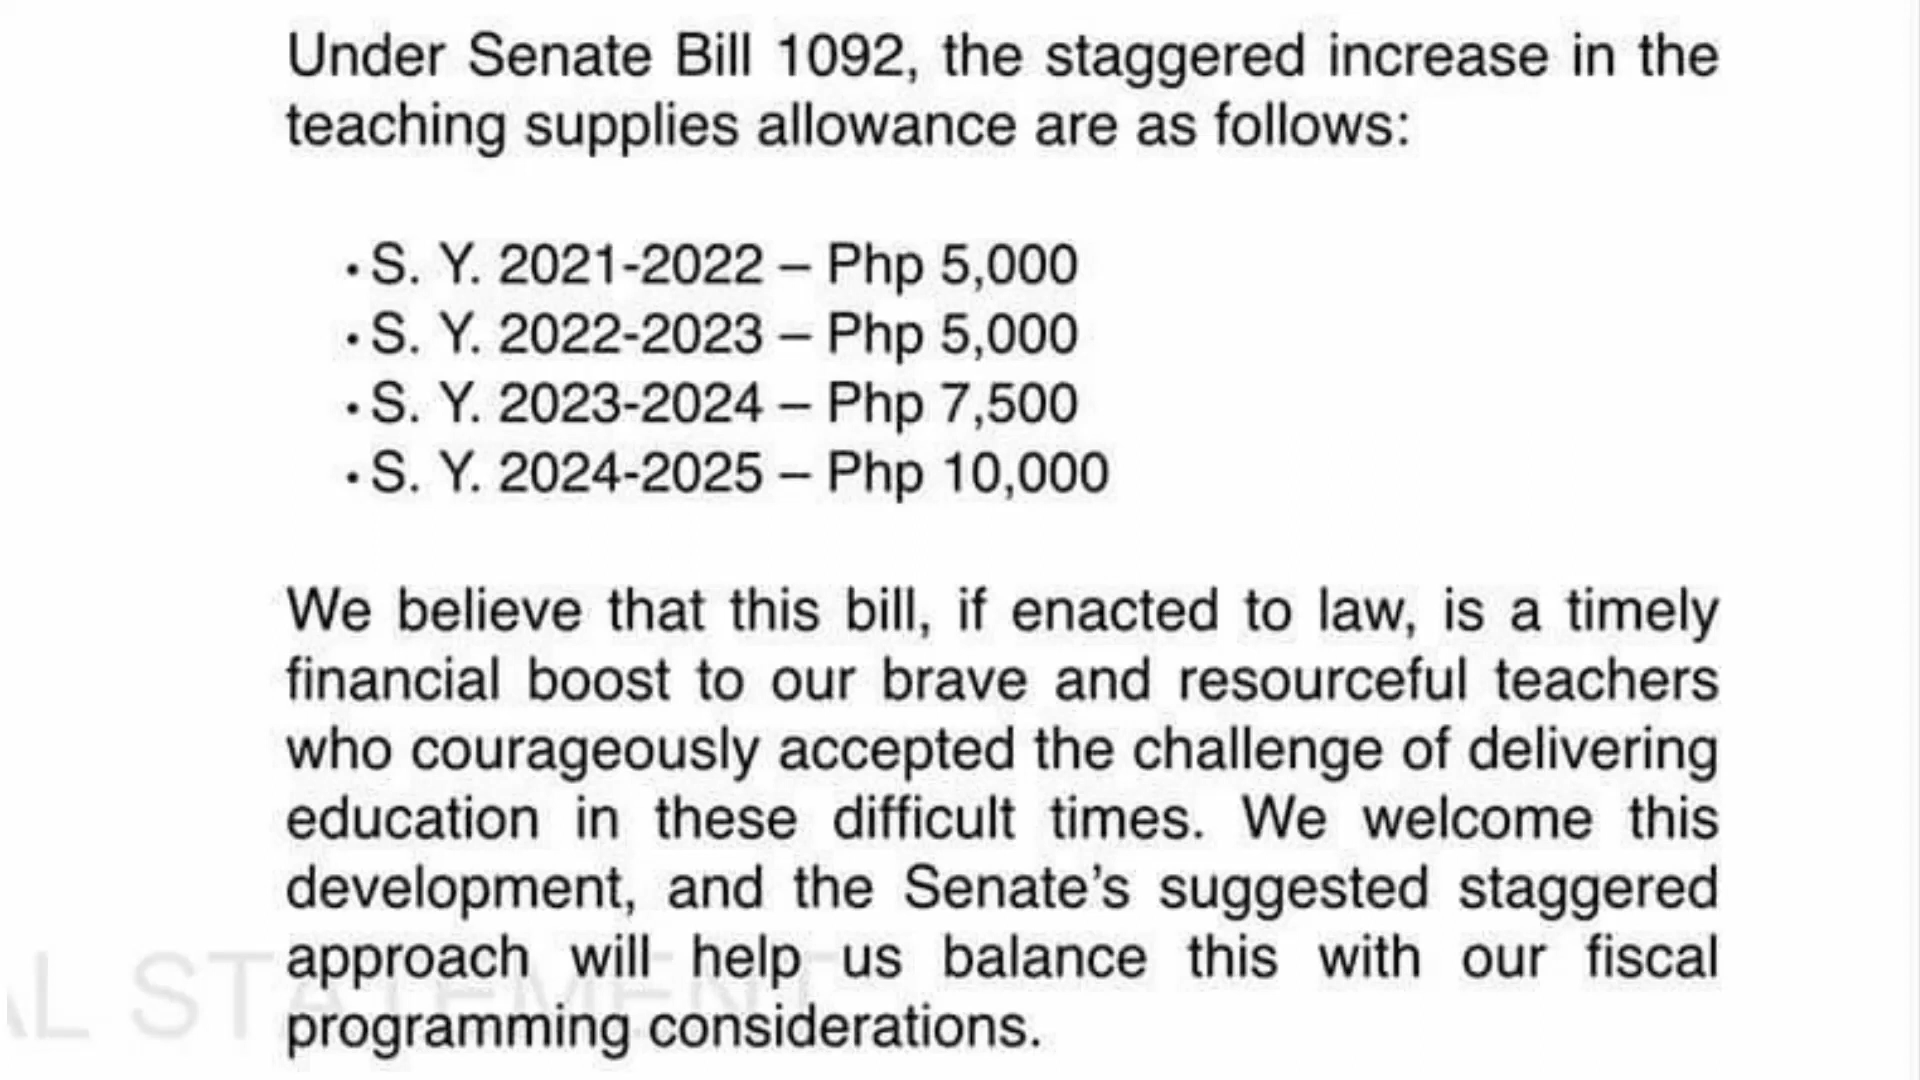 Under Senate Bill 1092, the staggered increase in the
teaching supplies allowance are as follows:
• S. Y. 2021-2022 – Php 5,000
• S. Y. 2022-2023 – Php 5,000
• S. Y. 2023-2024 – Php 7,500
• S. Y. 2024-2025 – Php 10,000
We believe that this bill, if enacted to law, is a timely
financial boost to our brave and resourceful teachers
who courageously accepted the challenge of delivering
education in these difficult times. We welcome this
development, and the Senate’s suggested staggered
approach will help us balance this with our fiscal
programming considerations.
AL STATEMENT